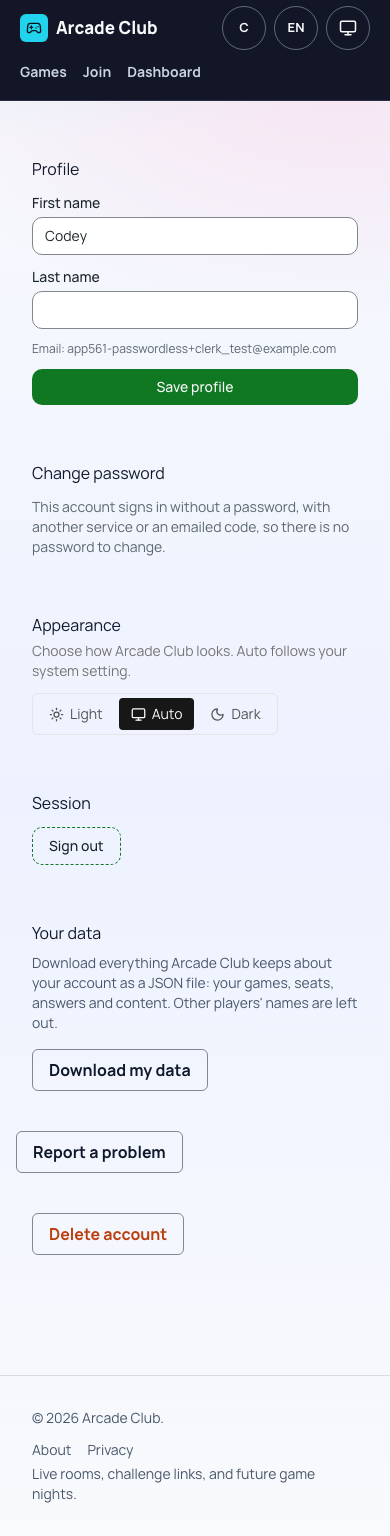 Arcade Club
C
EN
Games Join Dashboard
Profile
First name
Codey
Last name
Email: app561-passwordless+clerk_test@example.com
Save profile
Change password
This account signs in without a password, with
another service or an emailed code, so there is no
password to change.
Appearance
Choose how Arcade Club looks. Auto follows your
system setting.
Light Auto Dark
Session
Sign out
Your data
Download everything Arcade Club keeps about
your account as a JSON file: your games, seats,
answers and content. Other players' names are left
out.
Download my data
Report a problem
Delete account
© 2026 Arcade Club.
About Privacy
Live rooms, challenge links, and future game
nights.